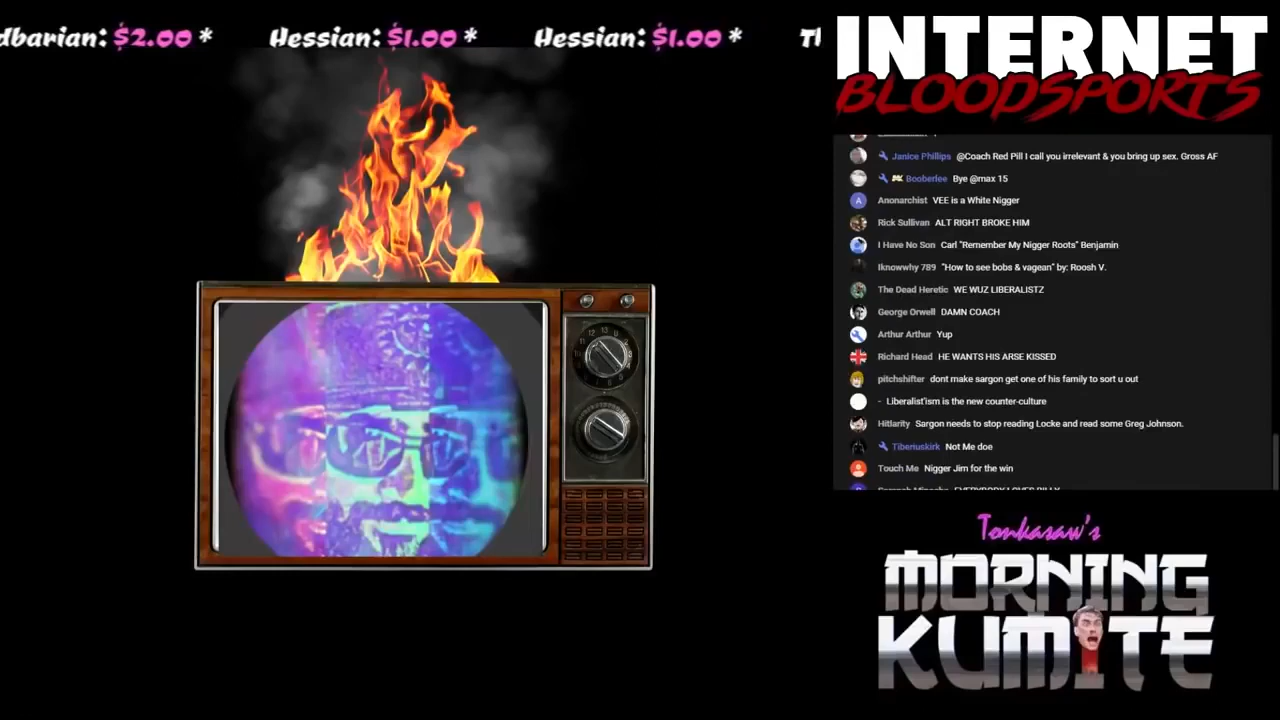 dbarian: $2.00 * Hessian: $1.00 * Hessian: $1.00 *
INTERNET
BLOODSPORTS
Janice Phillips @Coach Red Pill I call you irrelevant & you bring up sex. Gross AF
Booberlee Bye @max 15
A Anonarchist VEE is a White Nigger
Rick Sullivan ALT RIGHT BROKE HIM
I Have No Son Carl "Remember My Nigger Roots" Benjamin
Iknowwhy 789 "How to see bobs & vagean" by: Roosh V.
The Dead Heretic WE WUZ LIBERALISTZ
George Orwell DAMN COACH
Arthur Arthur Yup
Richard Head HE WANTS HIS ARSE KISSED
pitchshifter dont make sargon get one of his family to sort u out
- Liberalist'ism is the new counter-culture
Hitlarity Sargon needs to stop reading Locke and read some Greg Johnson.
Tiberiuskirk Not Me doe
Touch Me Nigger Jim for the win
Tonkasaw's
MORNING
KUMITE